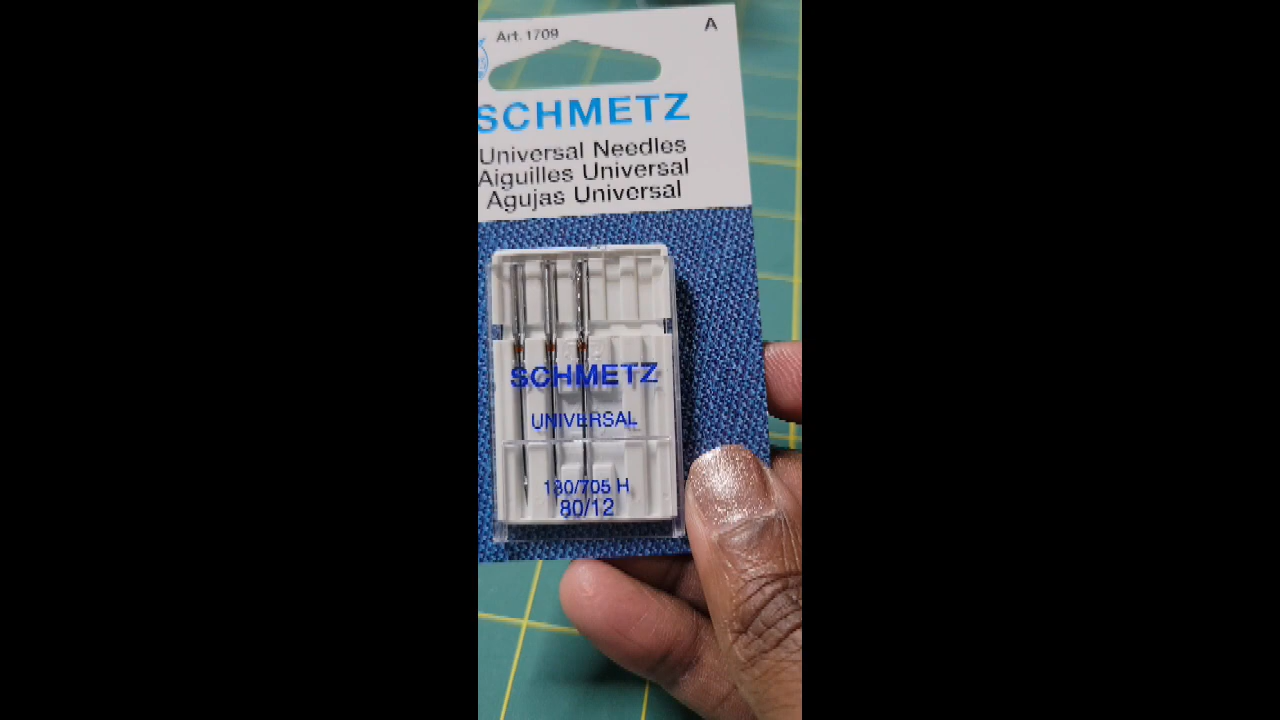 Art. 1709
A
SCHMETZ
Universal Needles
Aiguilles Universal
Agujas Universal
SCHMETZ
UNIVERSAL
130/705 H
80/12